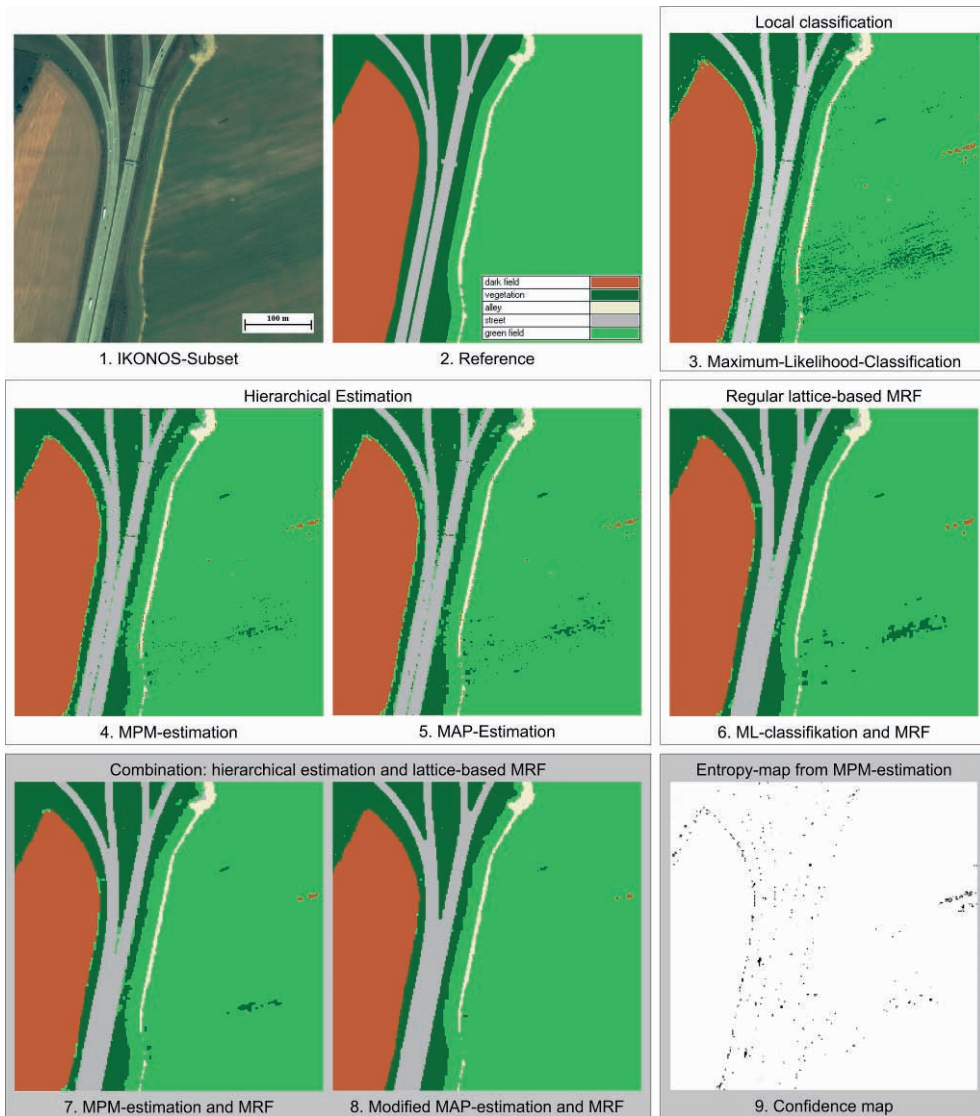 Local classification
100 m
dark field
vegetation
alley
street
green field
1. IKONOS-Subset
2. Reference
3. Maximum-Likelihood-Classification
Hierarchical Estimation
Regular lattice-based MRF
4. MPM-estimation
5. MAP-Estimation
6. ML-classifikation and MRF
Combination: hierarchical estimation and lattice-based MRF
Entropy-map from MPM-estimation
7. MPM-estimation and MRF
8. Modified MAP-estimation and MRF
9. Confidence map